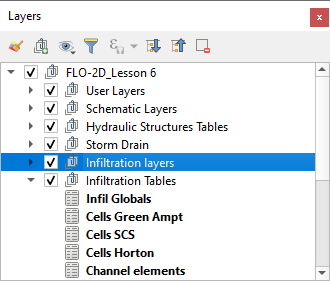 Layers
FLO-2D_Lesson 6
User Layers
Schematic Layers
Hydraulic Structures Tables
Storm Drain
Infiltration layers
Infiltration Tables
Infil Globals
Cells Green Ampt
Cells SCS
Cells Horton
Channel elements